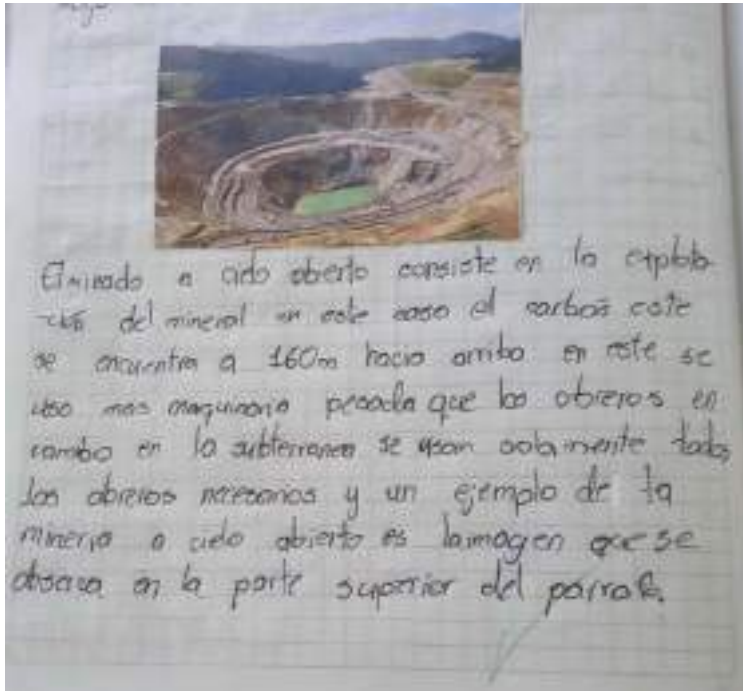 El minado a cielo abierto consiste en la explota
ción del mineral en este caso el carbón este
se encuentra a 160m hacia arriba en este se
uso mas maquinaria pesada que los obreros en
cambio en la subterranea se usan solamente todos
los obreros necesarios y un ejemplo de la
mineria a cielo abierto es la imagen que se
observa en la parte superior del párrafo.